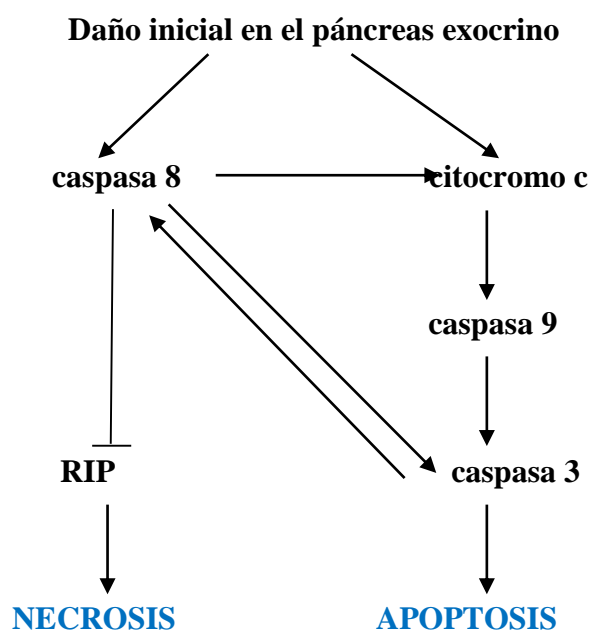 Daño inicial en el páncreas exocrino
caspasa 8
citocromo c
caspasa 9
RIP
caspasa 3
NECROSIS
APOPTOSIS